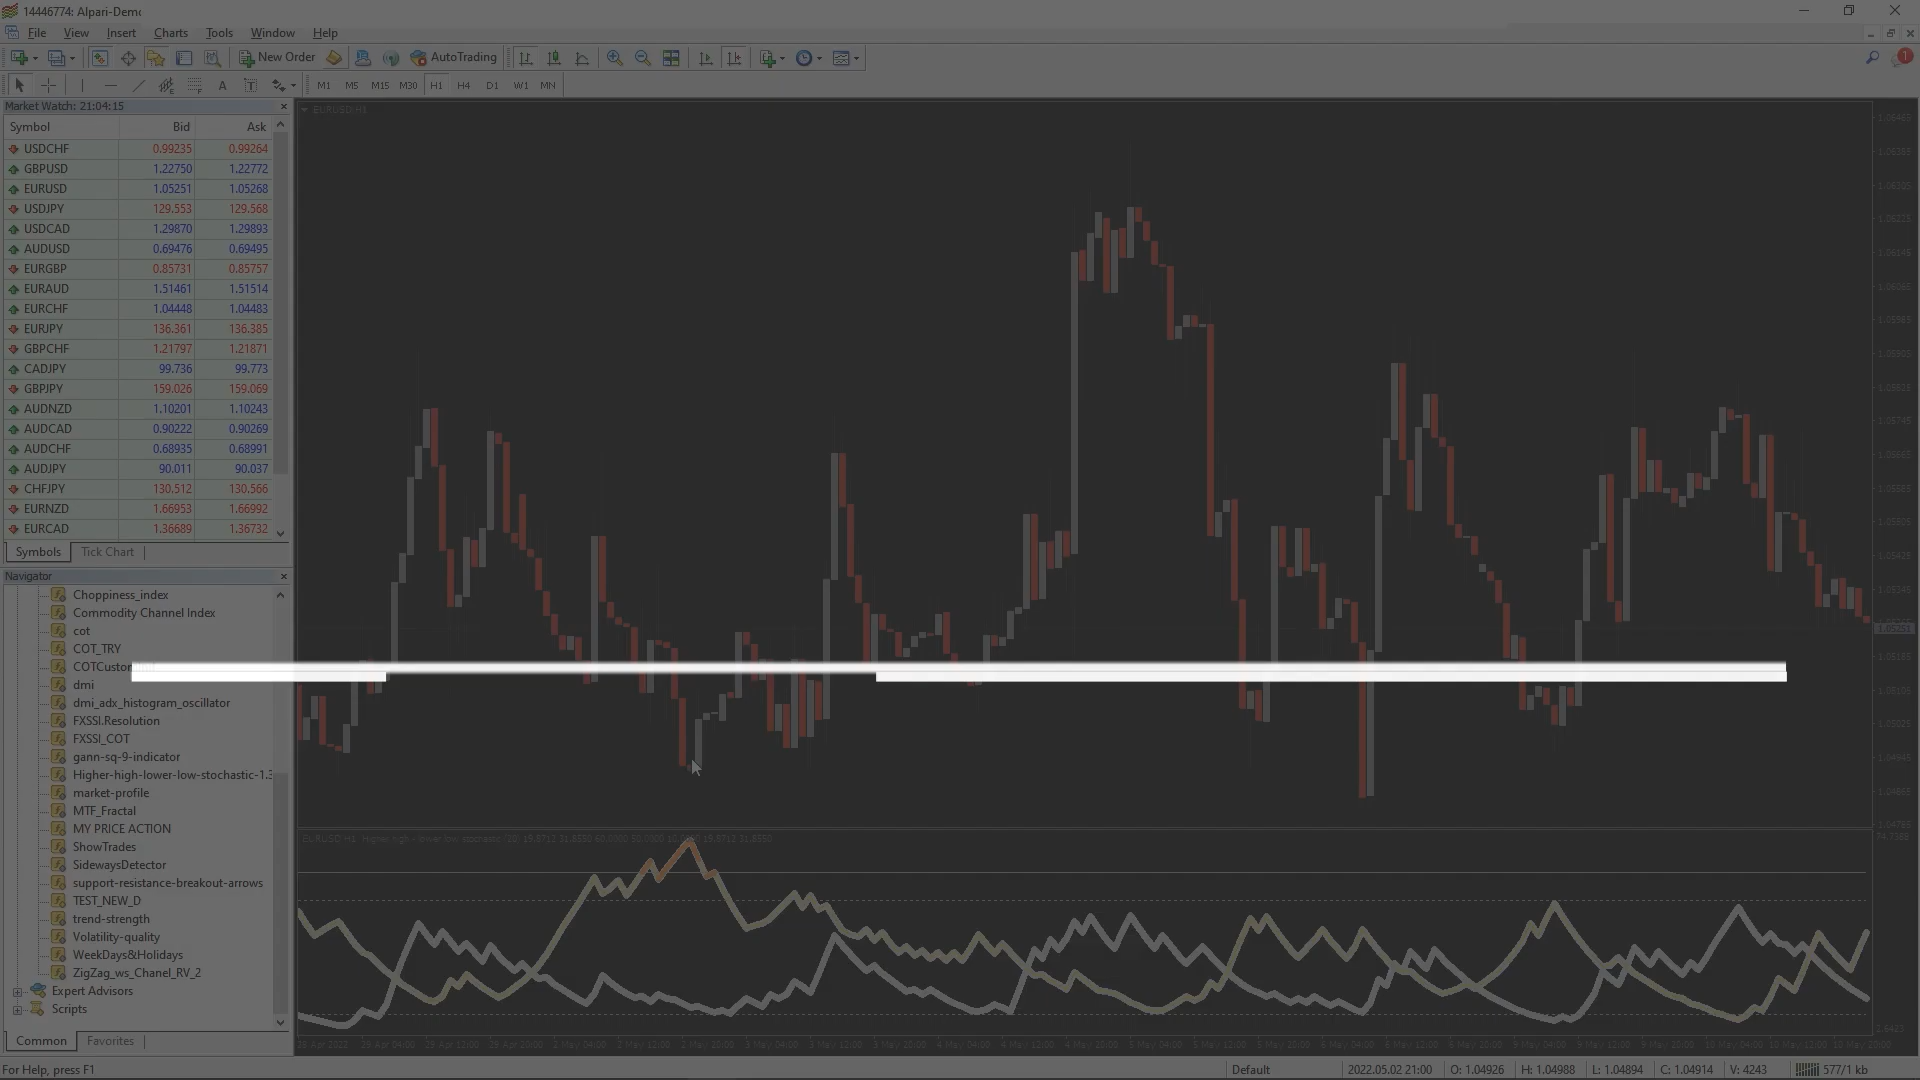 14446774: Alpari-Demo
File View Insert Charts Tools Window Help
New Order AutoTrading
M1 M5 M15 M30 H1 H4 D1 W1 MN
Market Watch: 21:04:15
Symbol Bid Ask
USDCHF 0.99235 0.99264
GBPUSD 1.22750 1.22772
EURUSD 1.05251 1.05268
USDJPY 129.553 129.568
USDCAD 1.29870 1.29893
AUDUSD 0.69476 0.69495
EURGBP 0.85731 0.85757
EURAUD 1.51461 1.51514
EURCHF 1.04448 1.04483
EURJPY 136.361 136.385
GBPCHF 1.21797 1.21871
CADJPY 99.736 99.773
GBPJPY 159.026 159.069
AUDNZD 1.10201 1.10243
AUDCAD 0.90222 0.90269
AUDCHF 0.68935 0.68991
AUDJPY 90.011 90.037
CHFJPY 130.512 130.566
EURNZD 1.66953 1.66992
EURCAD 1.36689 1.36732
Symbols Tick Chart
Navigator
Choppiness_index
Commodity Channel Index
cot
COT_TRY
dmi
dmi_adx_histogram_oscillator
FXSSI.Resolution
FXSSI_COT
gann-sq-9-indicator
Higher-high-lower-low-stochastic-1.3
market-profile
MTF_Fractal
MY PRICE ACTION
ShowTrades
SidewaysDetector
support-resistance-breakout-arrows
TEST_NEW_D
trend-strength
Volatility-quality
WeekDays&Holidays
ZigZag_ws_Chanel_RV_2
Expert Advisors
Scripts
Common Favorites
EURUSD,H1
For Help, press F1
Default 2022.05.02 21:00 O: 1.04926 H: 1.04988 L: 1.04894 C: 1.04914 V: 4243 577/1 kb